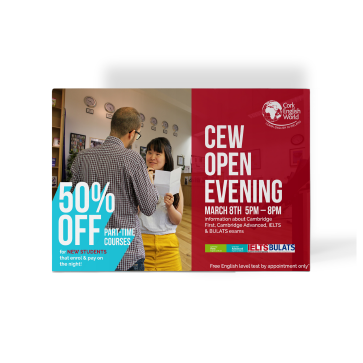 Cork
English
World
CEW
OPEN
EVENING
MARCH 8TH 5PM – 8PM
Information about Cambridge
First, Cambridge Advanced, IELTS
& BULATS exams
IELTS BULATS
Free English level test by appointment only*
50%
OFF PART-TIME
COURSES
for NEW STUDENTS
that enrol & pay on
the night!